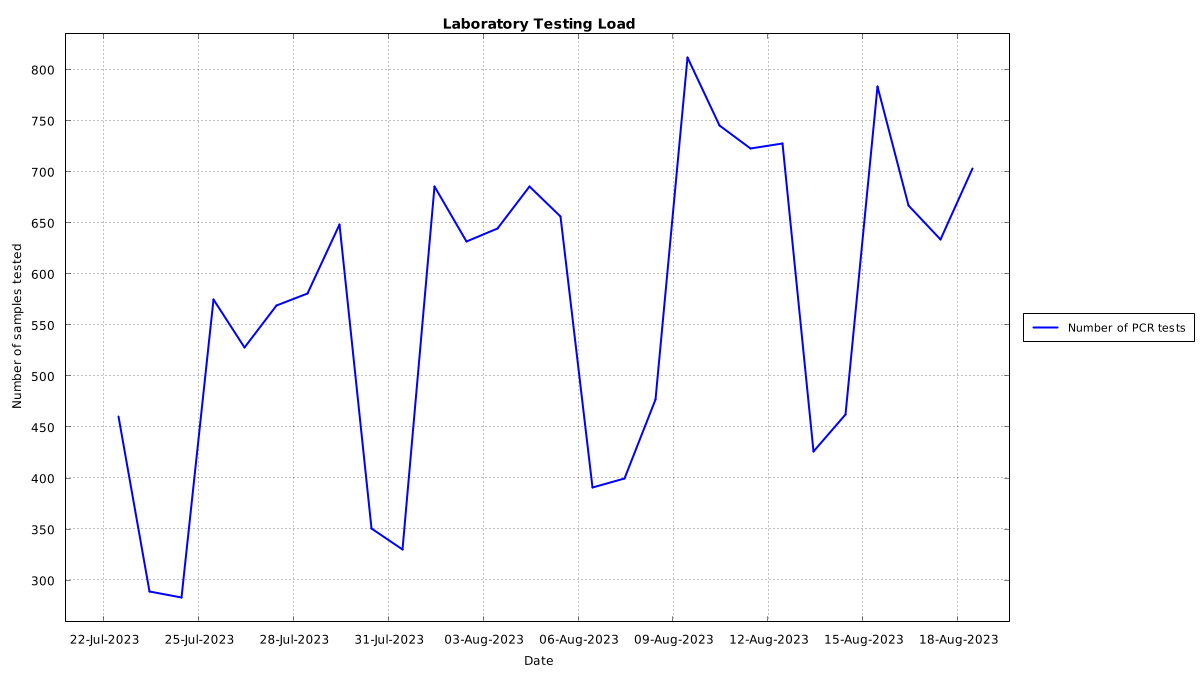 Laboratory Testing Load
800
750
700
650
600
550
500
450
400
350
300
Number of samples tested
22-Jul-2023 25-Jul-2023 28-Jul-2023 31-Jul-2023 03-Aug-2023 06-Aug-2023 09-Aug-2023 12-Aug-2023 15-Aug-2023 18-Aug-2023
Date
Number of PCR tests